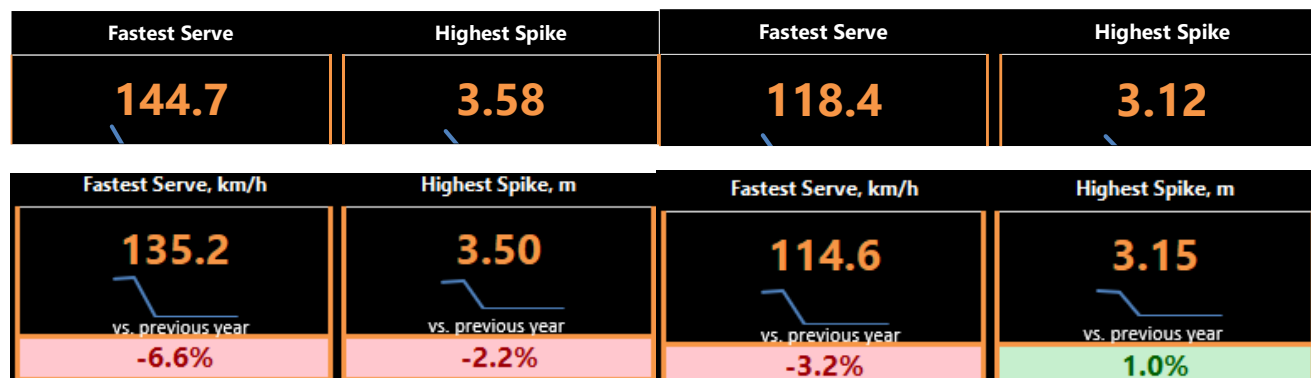 Fastest Serve Highest Spike Fastest Serve Highest Spike
144.7 3.58 118.4 3.12
Fastest Serve, km/h Highest Spike, m Fastest Serve, km/h Highest Spike, m
135.2 3.50 114.6 3.15
vs. previous year vs. previous year vs. previous year vs. previous year
-6.6% -2.2% -3.2% 1.0%